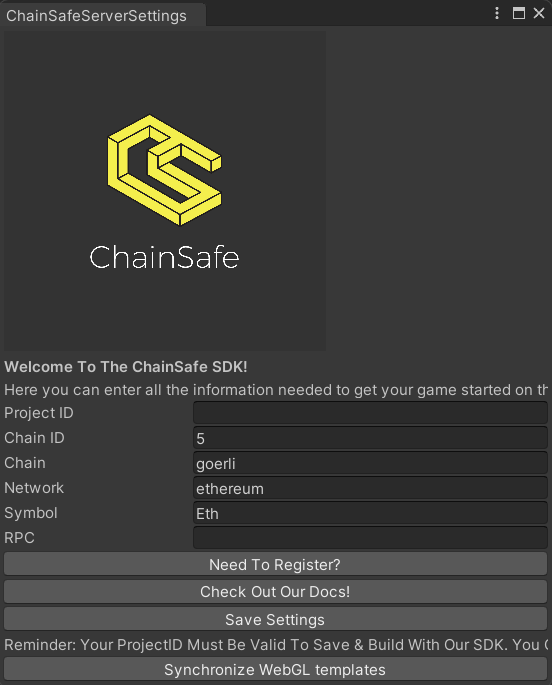 ChainSafeServerSettings
ChainSafe
Welcome To The ChainSafe SDK!
Here you can enter all the information needed to get your game started on th
Project ID
Chain ID 5
Chain goerli
Network ethereum
Symbol Eth
RPC
Need To Register?
Check Out Our Docs!
Save Settings
Reminder: Your ProjectID Must Be Valid To Save & Build With Our SDK. You
Synchronize WebGL templates